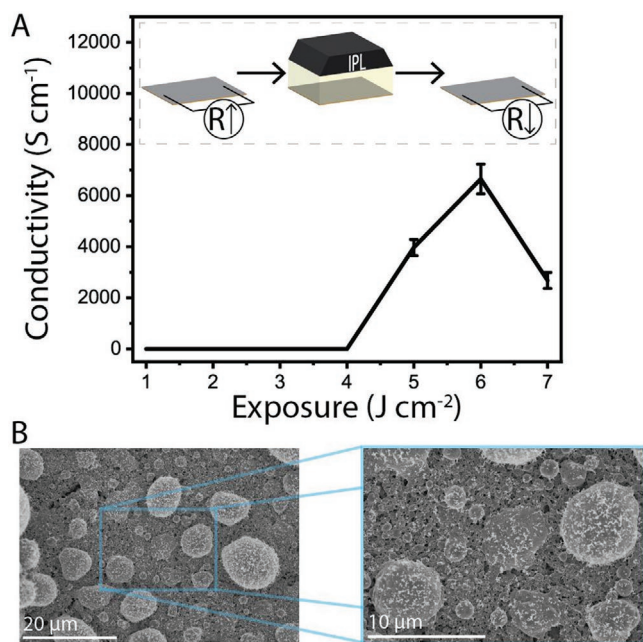 A
Conductivity (S cm⁻¹)
12000
10000
8000
6000
4000
2000
0
IPL
R↑
R↓
1 2 3 4 5 6 7
Exposure (J cm⁻²)
B
20 µm
10 µm